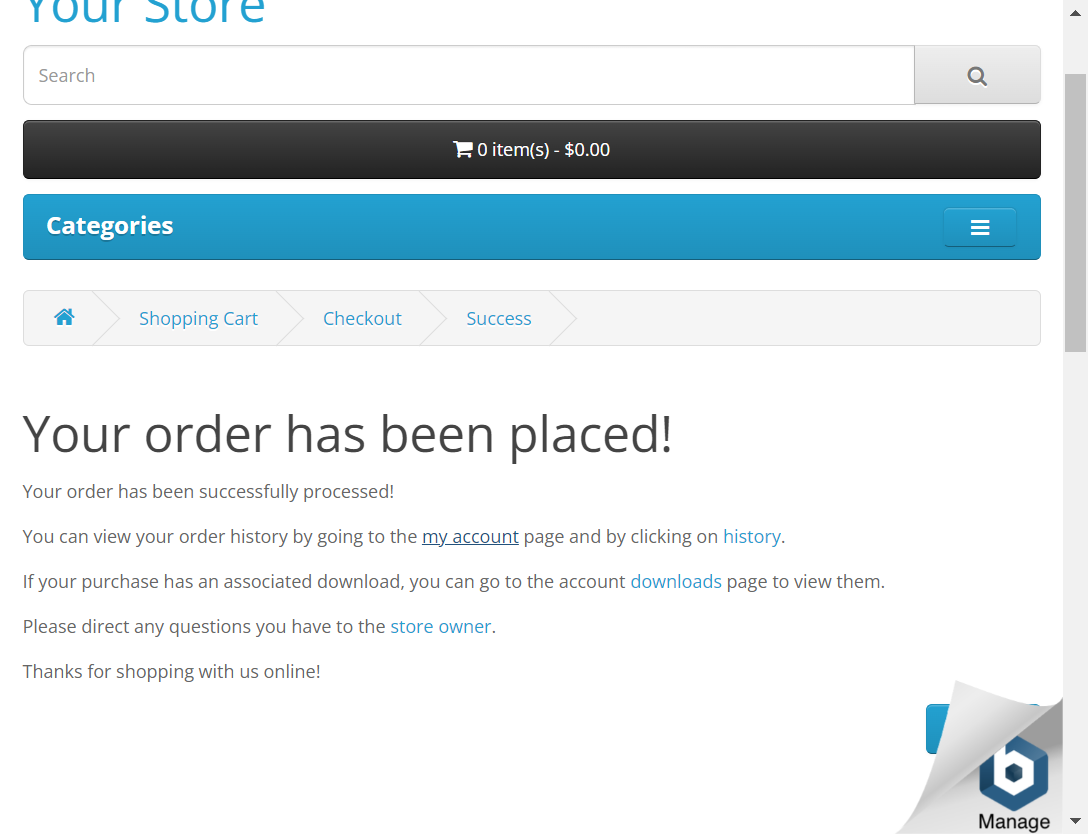 Your Store
Search
0 item(s) - $0.00
Categories
Shopping Cart
Checkout
Success
Your order has been placed!
Your order has been successfully processed!
You can view your order history by going to the my account page and by clicking on history.
If your purchase has an associated download, you can go to the account downloads page to view them.
Please direct any questions you have to the store owner.
Thanks for shopping with us online!
Manage